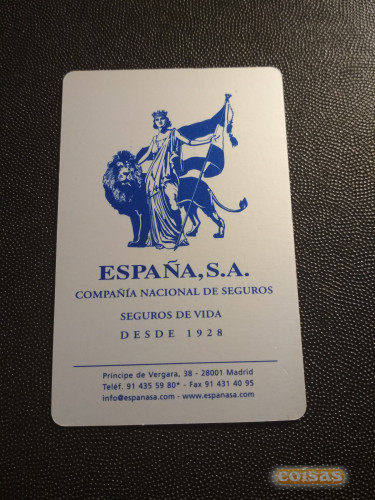 ESPAÑA, S.A.
COMPAÑÍA NACIONAL DE SEGUROS
SEGUROS DE VIDA
DESDE 1928
Príncipe de Vergara, 38 - 28001 Madrid
Teléf. 91 435 59 80* - Fax 91 431 40 95
info@espanasa.com - www.espanasa.com
coisas